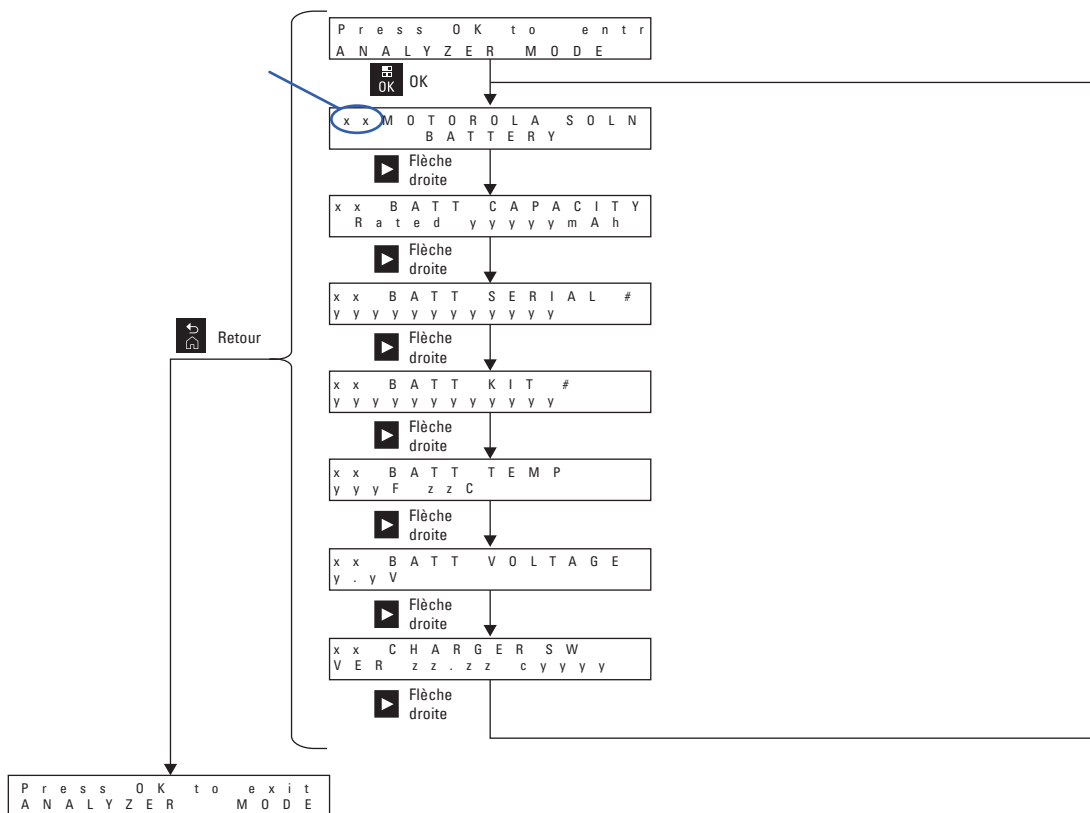 Press OK to entr
ANALYZER MODE
OK OK
xxMOTOROLA SOLN
BATTERY
Flèche
droite
xx BATT CAPACITY
Rated yyyyymAh
Flèche
droite
xx BATT SERIAL #
yyyyyyyyyyyy
Flèche
droite
Retour
xx BATT KIT #
yyyyyyyyyyyy
Flèche
droite
xx BATT TEMP
yyyF zzC
Flèche
droite
xx BATT VOLTAGE
y.yV
Flèche
droite
xx CHARGER SW
VER zz.zz cyyyy
Flèche
droite
Press OK to exit
ANALYZER MODE